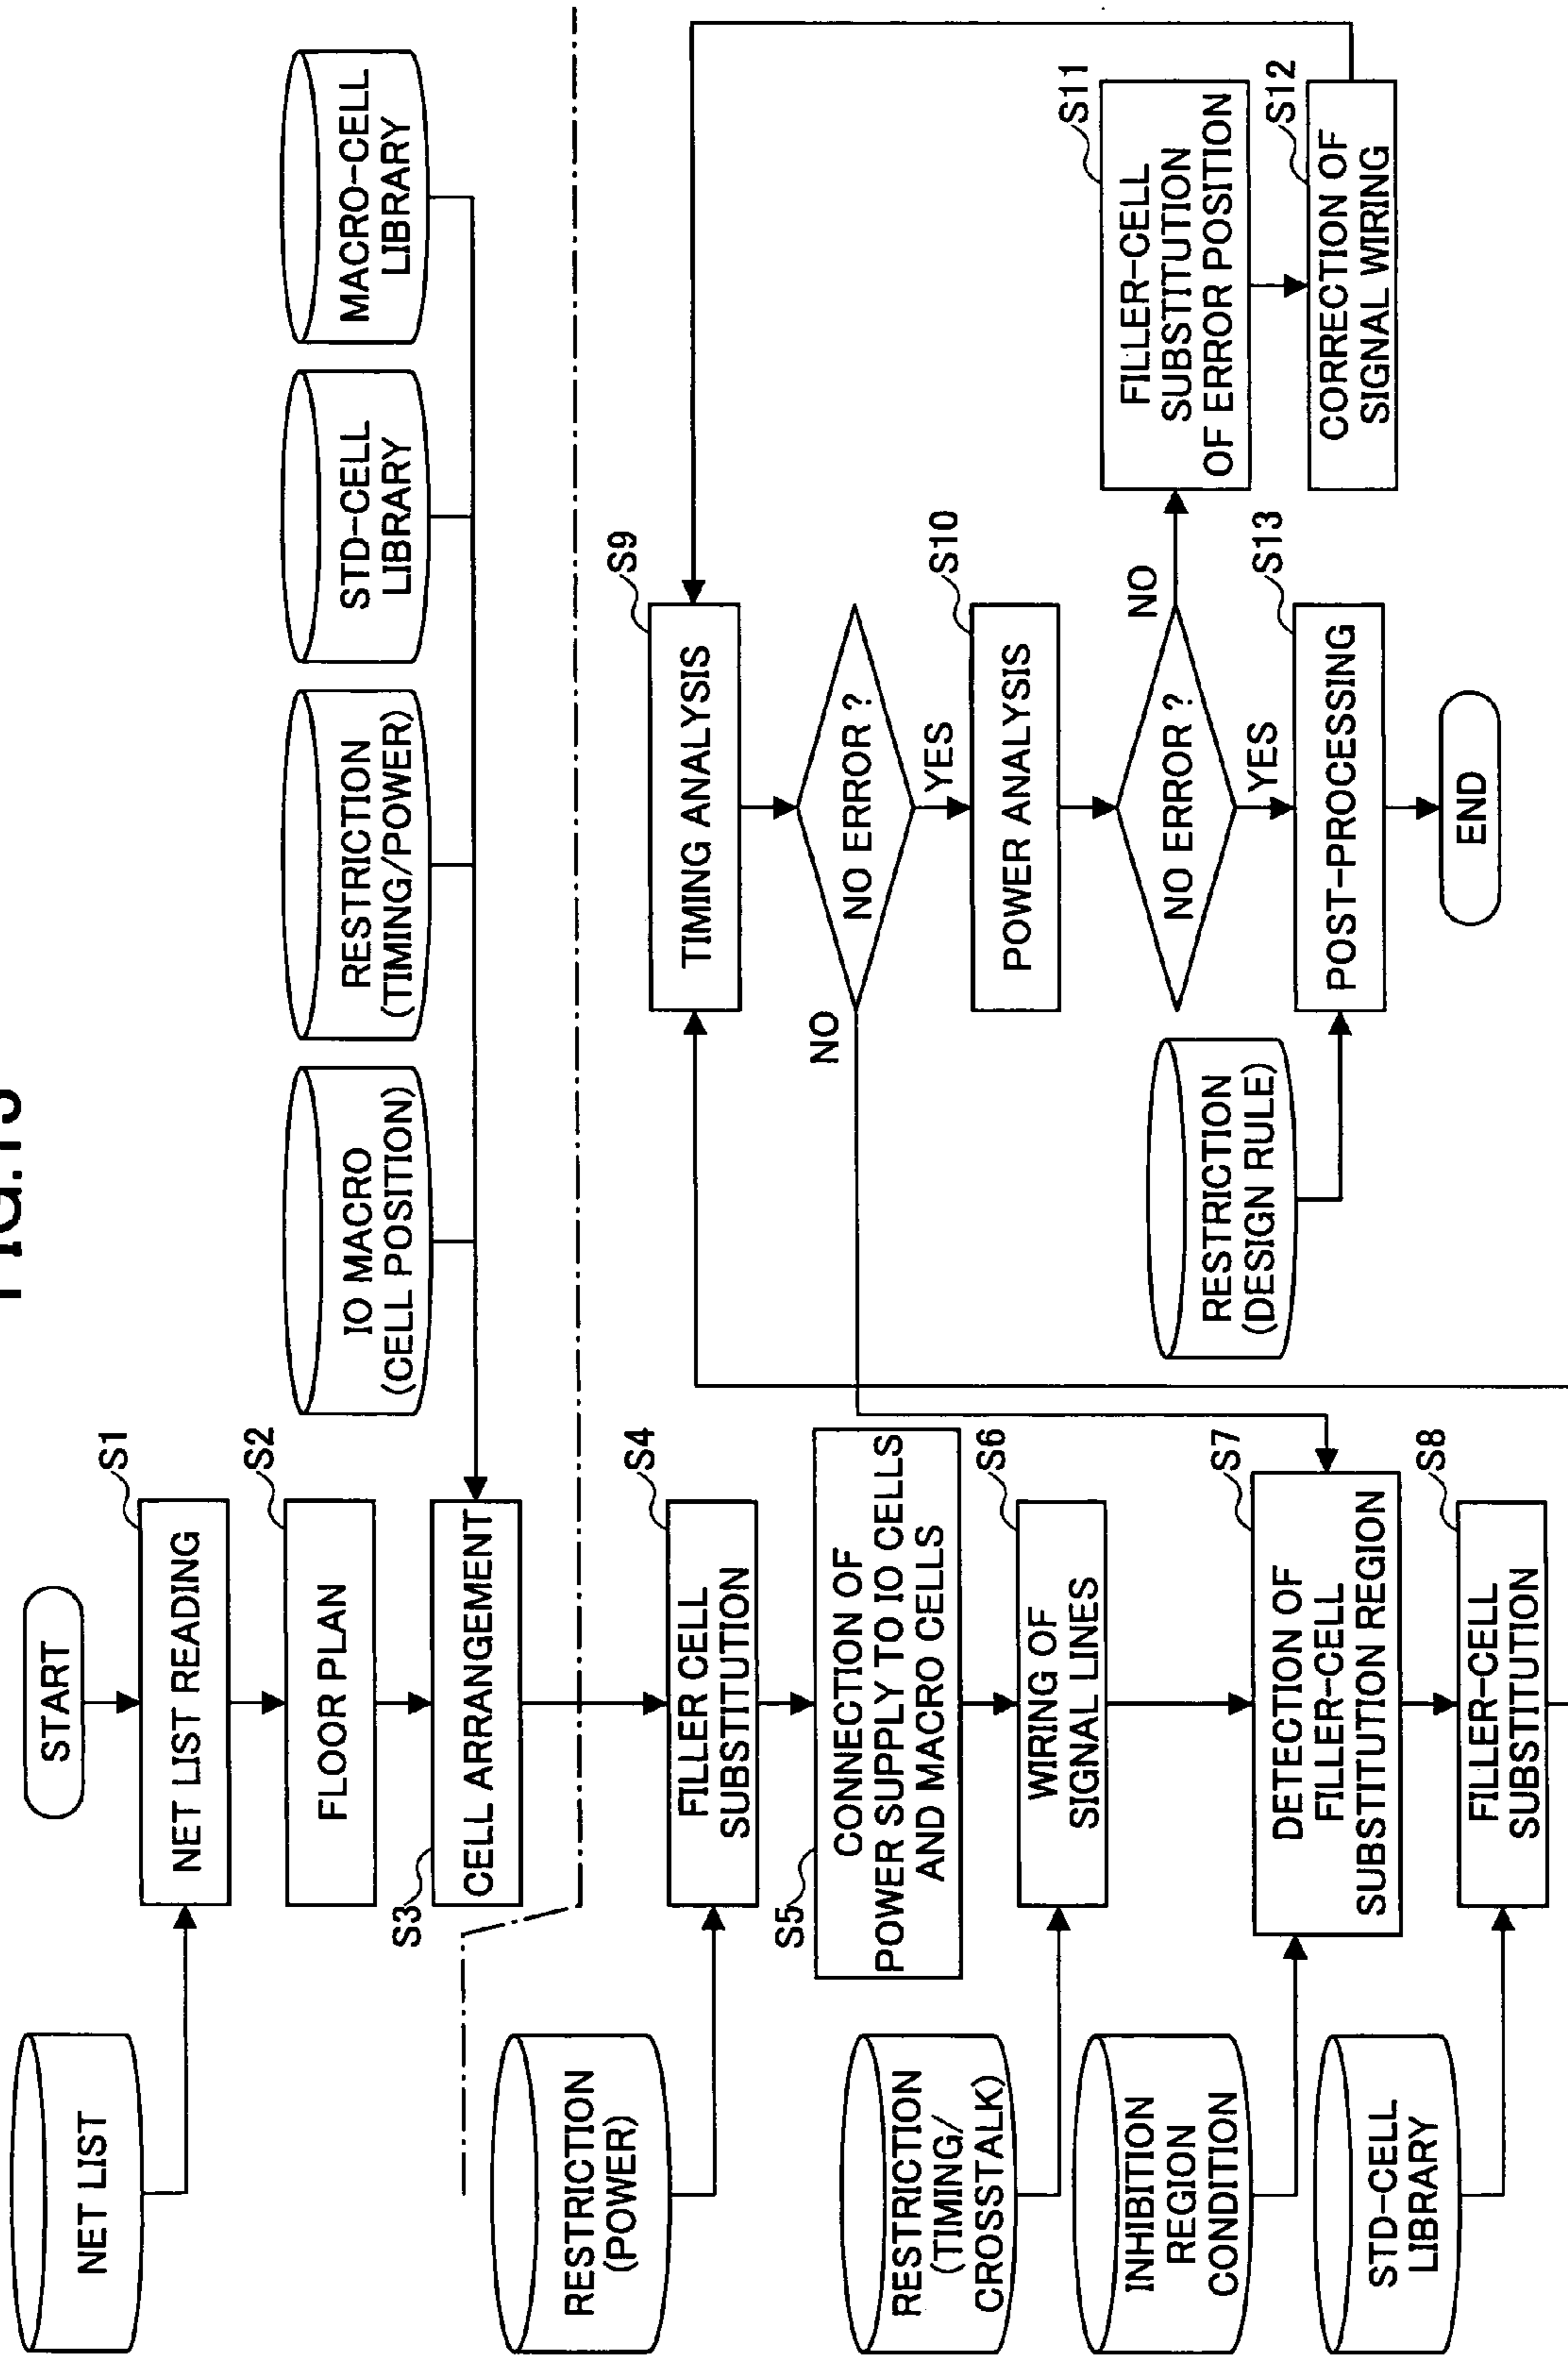 START
NET LIST
S1
NET LIST READING
S2
FLOOR PLAN
S3
CELL ARRANGEMENT
IO MACRO
(CELL POSITION)
RESTRICTION
(TIMING/POWER)
STD-CELL
LIBRARY
MACRO-CELL
LIBRARY
RESTRICTION
(POWER)
S4
FILLER CELL
SUBSTITUTION
S5
CONNECTION OF
POWER SUPPLY TO IO CELLS
AND MACRO CELLS
RESTRICTION
(TIMING/
CROSSTALK)
S6
WIRING OF
SIGNAL LINES
INHIBITION
REGION
CONDITION
S7
DETECTION OF
FILLER-CELL
SUBSTITUTION REGION
STD-CELL
LIBRARY
S8
FILLER-CELL
SUBSTITUTION
S9
TIMING ANALYSIS
NO ERROR ?
NO
YES
S10
POWER ANALYSIS
NO ERROR ?
NO
YES
S11
FILLER-CELL
SUBSTITUTION
OF ERROR POSITION
S12
CORRECTION OF
SIGNAL WIRING
RESTRICTION
(DESIGN RULE)
S13
POST-PROCESSING
END